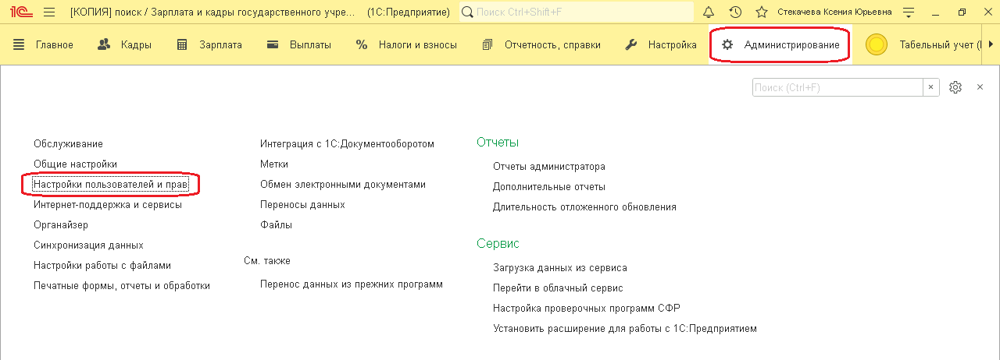 1С [КОПИЯ] поиск / Зарплата и кадры государственного учре... (1С:Предприятие) Поиск Ctrl+Shift+F Стекачева Ксения Юрьевна
Главное Кадры Зарплата Выплаты % Налоги и взносы Отчетность, справки Настройка Администрирование Табельный учет (
Поиск (Ctrl+F) ×
Обслуживание
Общие настройки
Настройки пользователей и прав
Интернет-поддержка и сервисы
Органайзер
Синхронизация данных
Настройки работы с файлами
Печатные формы, отчеты и обработки
Интеграция с 1С:Документооборотом
Метки
Обмен электронными документами
Переносы данных
Файлы
См. также
Перенос данных из прежних программ
Отчеты
Отчеты администратора
Дополнительные отчеты
Длительность отложенного обновления
Сервис
Загрузка данных из сервиса
Перейти в облачный сервис
Настройка проверочных программ СФР
Установить расширение для работы с 1С:Предприятием